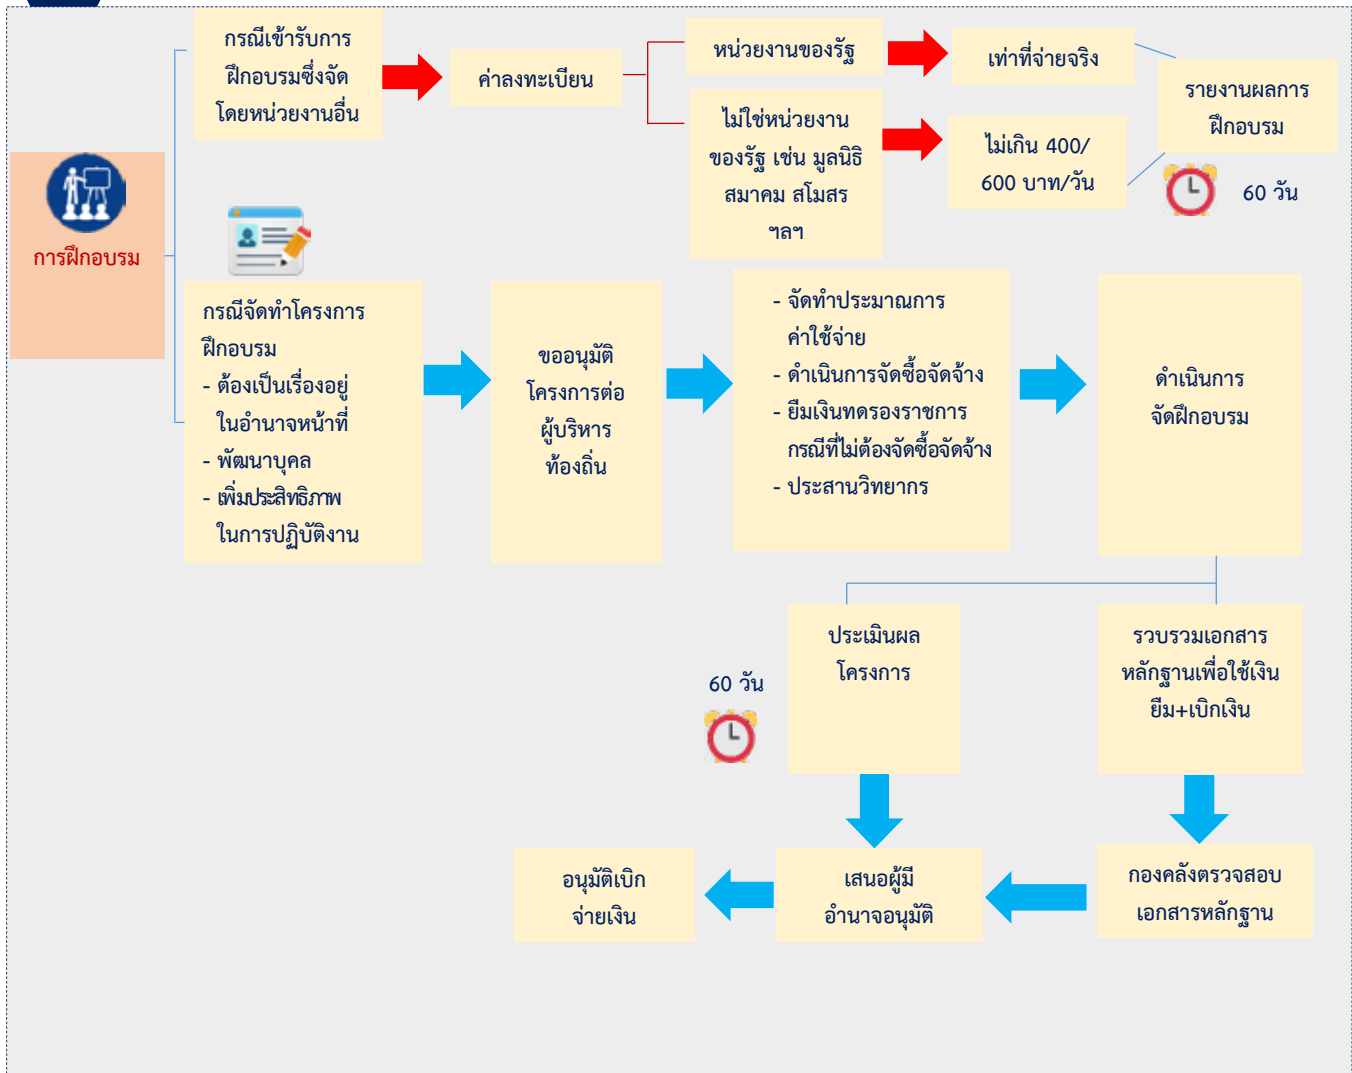 การฝึกอบรม
กรณีเข้ารับการ
ฝึกอบรมซึ่งจัด
โดยหน่วยงานอื่น
ค่าลงทะเบียน
หน่วยงานของรัฐ
เท่าที่จ่ายจริง
ไม่ใช่หน่วยงาน
ของรัฐ เช่น มูลนิธิ
สมาคม สโมสร
ฯลฯ
ไม่เกิน 400/
600 บาท/วัน
รายงานผลการ
ฝึกอบรม
60 วัน
กรณีจัดทำโครงการ
ฝึกอบรม
- ต้องเป็นเรื่องอยู่
ในอำนาจหน้าที่
- พัฒนาบุคล
- เพิ่มประสิทธิภาพ
ในการปฏิบัติงาน
ขออนุมัติ
โครงการต่อ
ผู้บริหาร
ท้องถิ่น
- จัดทำประมาณการ
ค่าใช้จ่าย
- ดำเนินการจัดซื้อจัดจ้าง
- ยืมเงินทดรองราชการ
กรณีที่ไม่ต้องจัดซื้อจัดจ้าง
- ประสานวิทยากร
ดำเนินการ
จัดฝึกอบรม
ประเมินผล
โครงการ
60 วัน
รวบรวมเอกสาร
หลักฐานเพื่อใช้เงิน
ยืม+เบิกเงิน
กองคลังตรวจสอบ
เอกสารหลักฐาน
เสนอผู้มี
อำนาจอนุมัติ
อนุมัติเบิก
จ่ายเงิน